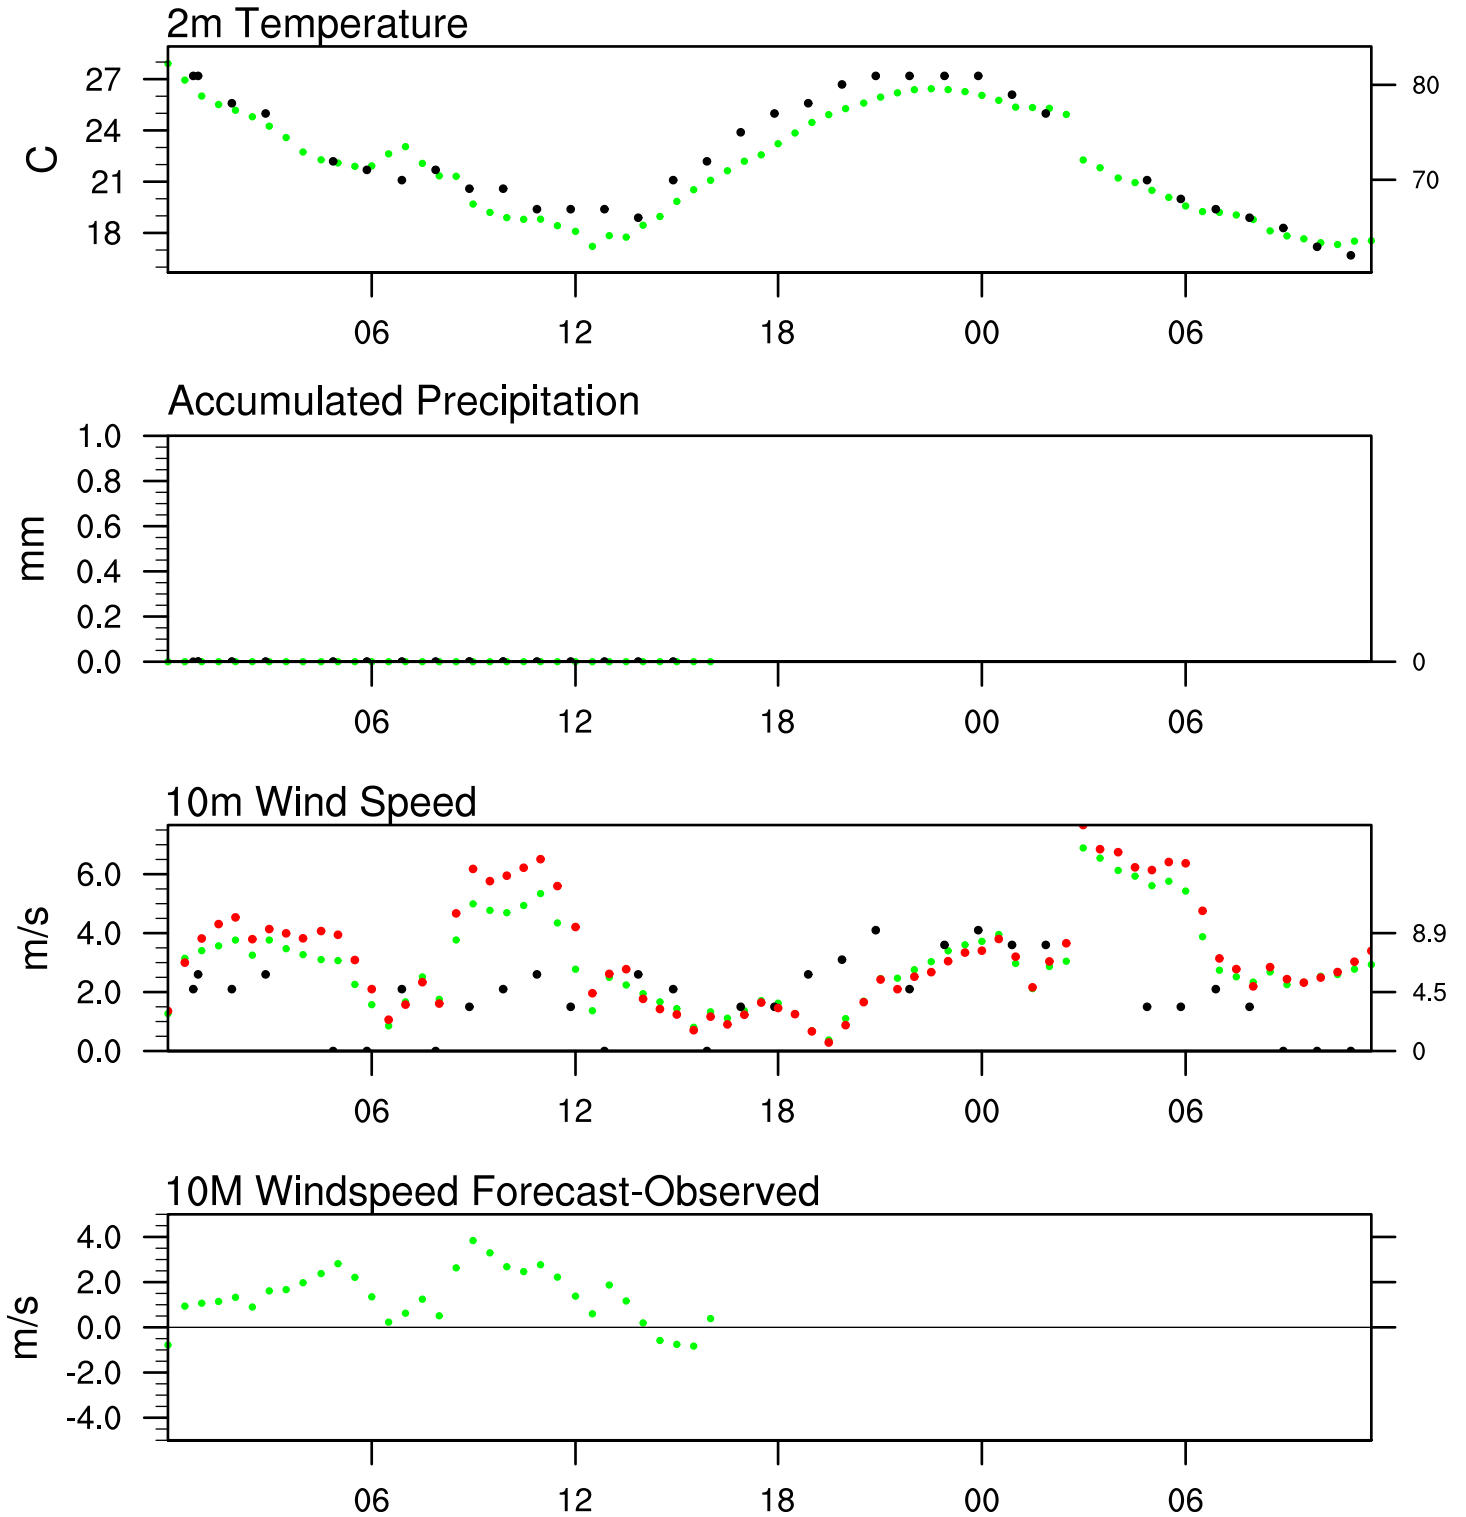 2m Temperature
27
24
21
18
C
80
70
06 12 18 00 06
Accumulated Precipitation
1.0
0.8
0.6
0.4
0.2
0.0
mm
0
06 12 18 00 06
10m Wind Speed
6.0
4.0
2.0
0.0
m/s
8.9
4.5
0
06 12 18 00 06
10M Windspeed Forecast-Observed
4.0
2.0
0.0
-2.0
-4.0
m/s
06 12 18 00 06